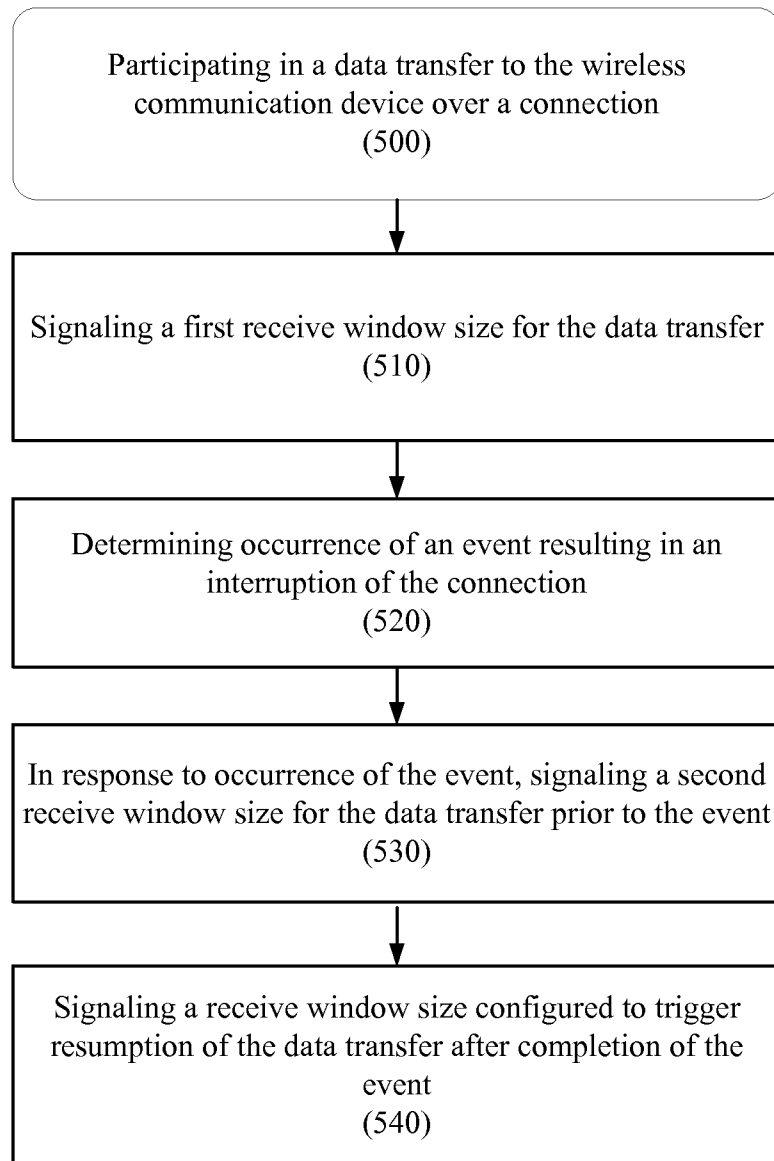 Participating in a data transfer to the wireless
communication device over a connection
(500)
Signaling a first receive window size for the data transfer
(510)
Determining occurrence of an event resulting in an
interruption of the connection
(520)
In response to occurrence of the event, signaling a second
receive window size for the data transfer prior to the event
(530)
Signaling a receive window size configured to trigger
resumption of the data transfer after completion of the
event
(540)